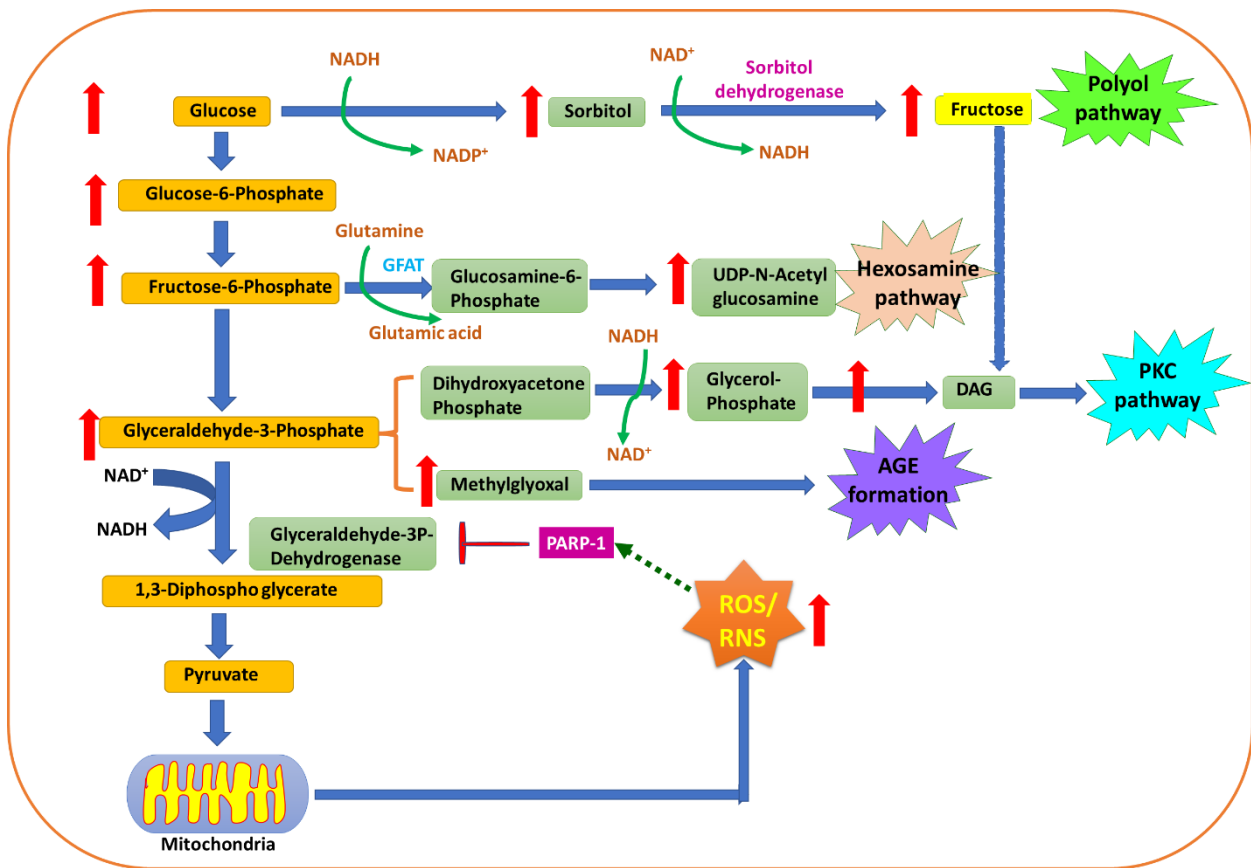 NADH
NAD⁺
Sorbitol
dehydrogenase
Polyol
pathway
Glucose
Sorbitol
Fructose
NADP⁺
NADH
Glucose-6-Phosphate
Glutamine
GFAT
Fructose-6-Phosphate
Glucosamine-6-
Phosphate
UDP-N-Acetyl
glucosamine
Hexosamine
pathway
Glutamic acid
NADH
Dihydroxyacetone
Phosphate
Glycerol-
Phosphate
DAG
PKC
pathway
Glyceraldehyde-3-Phosphate
NAD⁺
NAD⁺
Methylglyoxal
AGE
formation
NADH
Glyceraldehyde-3P-
Dehydrogenase
PARP-1
1,3-Diphospho glycerate
ROS/
RNS
Pyruvate
Mitochondria